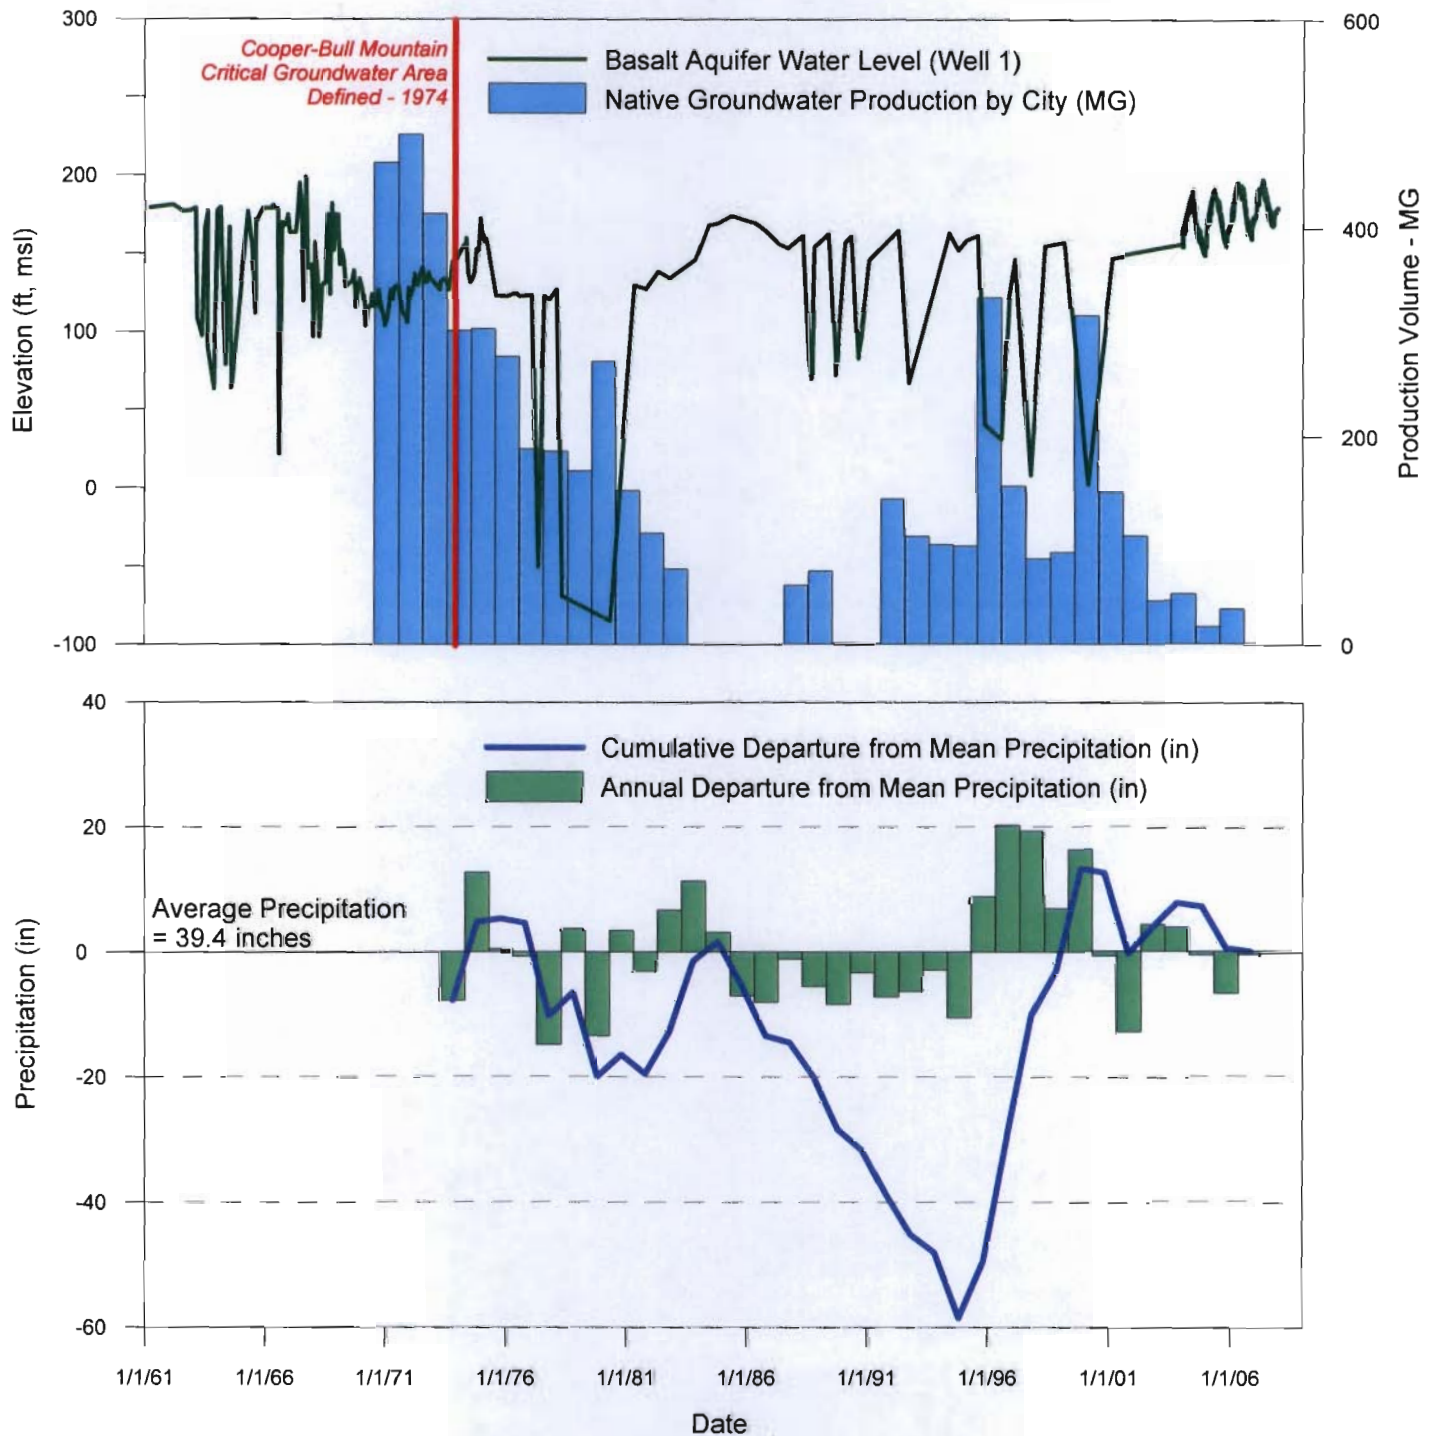 300
600
Cooper-Bull Mountain
Critical Groundwater Area
Defined - 1974
Basalt Aquifer Water Level (Well 1)
Native Groundwater Production by City (MG)
200
400
100
200
0
-100
0
Elevation (ft, msl)
Production Volume - MG
40
Cumulative Departure from Mean Precipitation (in)
Annual Departure from Mean Precipitation (in)
20
Average Precipitation
= 39.4 inches
0
-20
-40
-60
Precipitation (in)
1/1/61 1/1/66 1/1/71 1/1/76 1/1/81 1/1/86 1/1/91 1/1/96 1/1/01 1/1/06
Date